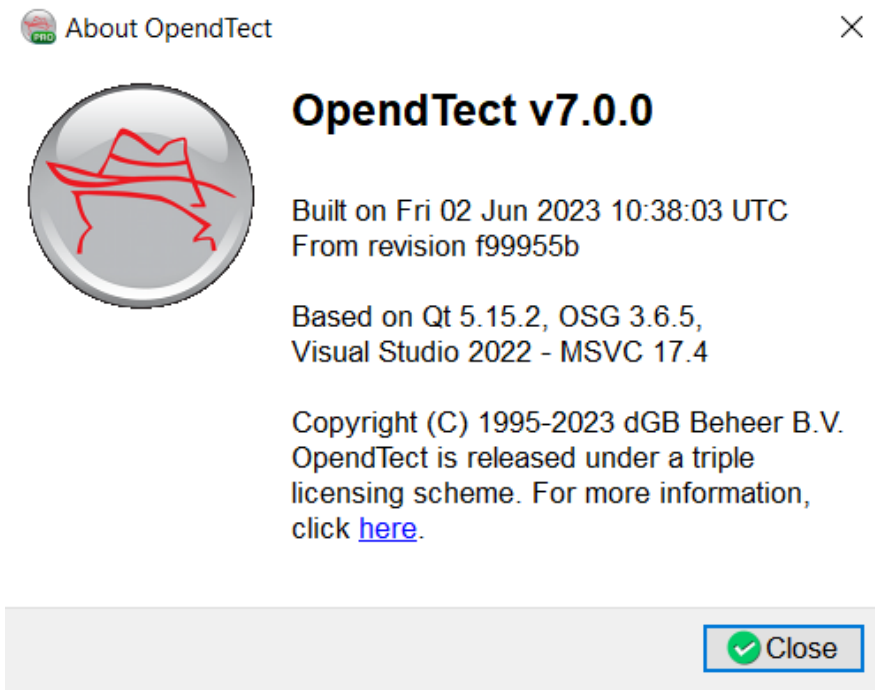 About OpendTect
PRO
OpendTect v7.0.0
Built on Fri 02 Jun 2023 10:38:03 UTC
From revision f99955b
Based on Qt 5.15.2, OSG 3.6.5,
Visual Studio 2022 - MSVC 17.4
Copyright (C) 1995-2023 dGB Beheer B.V.
OpendTect is released under a triple
licensing scheme. For more information,
click here.
Close